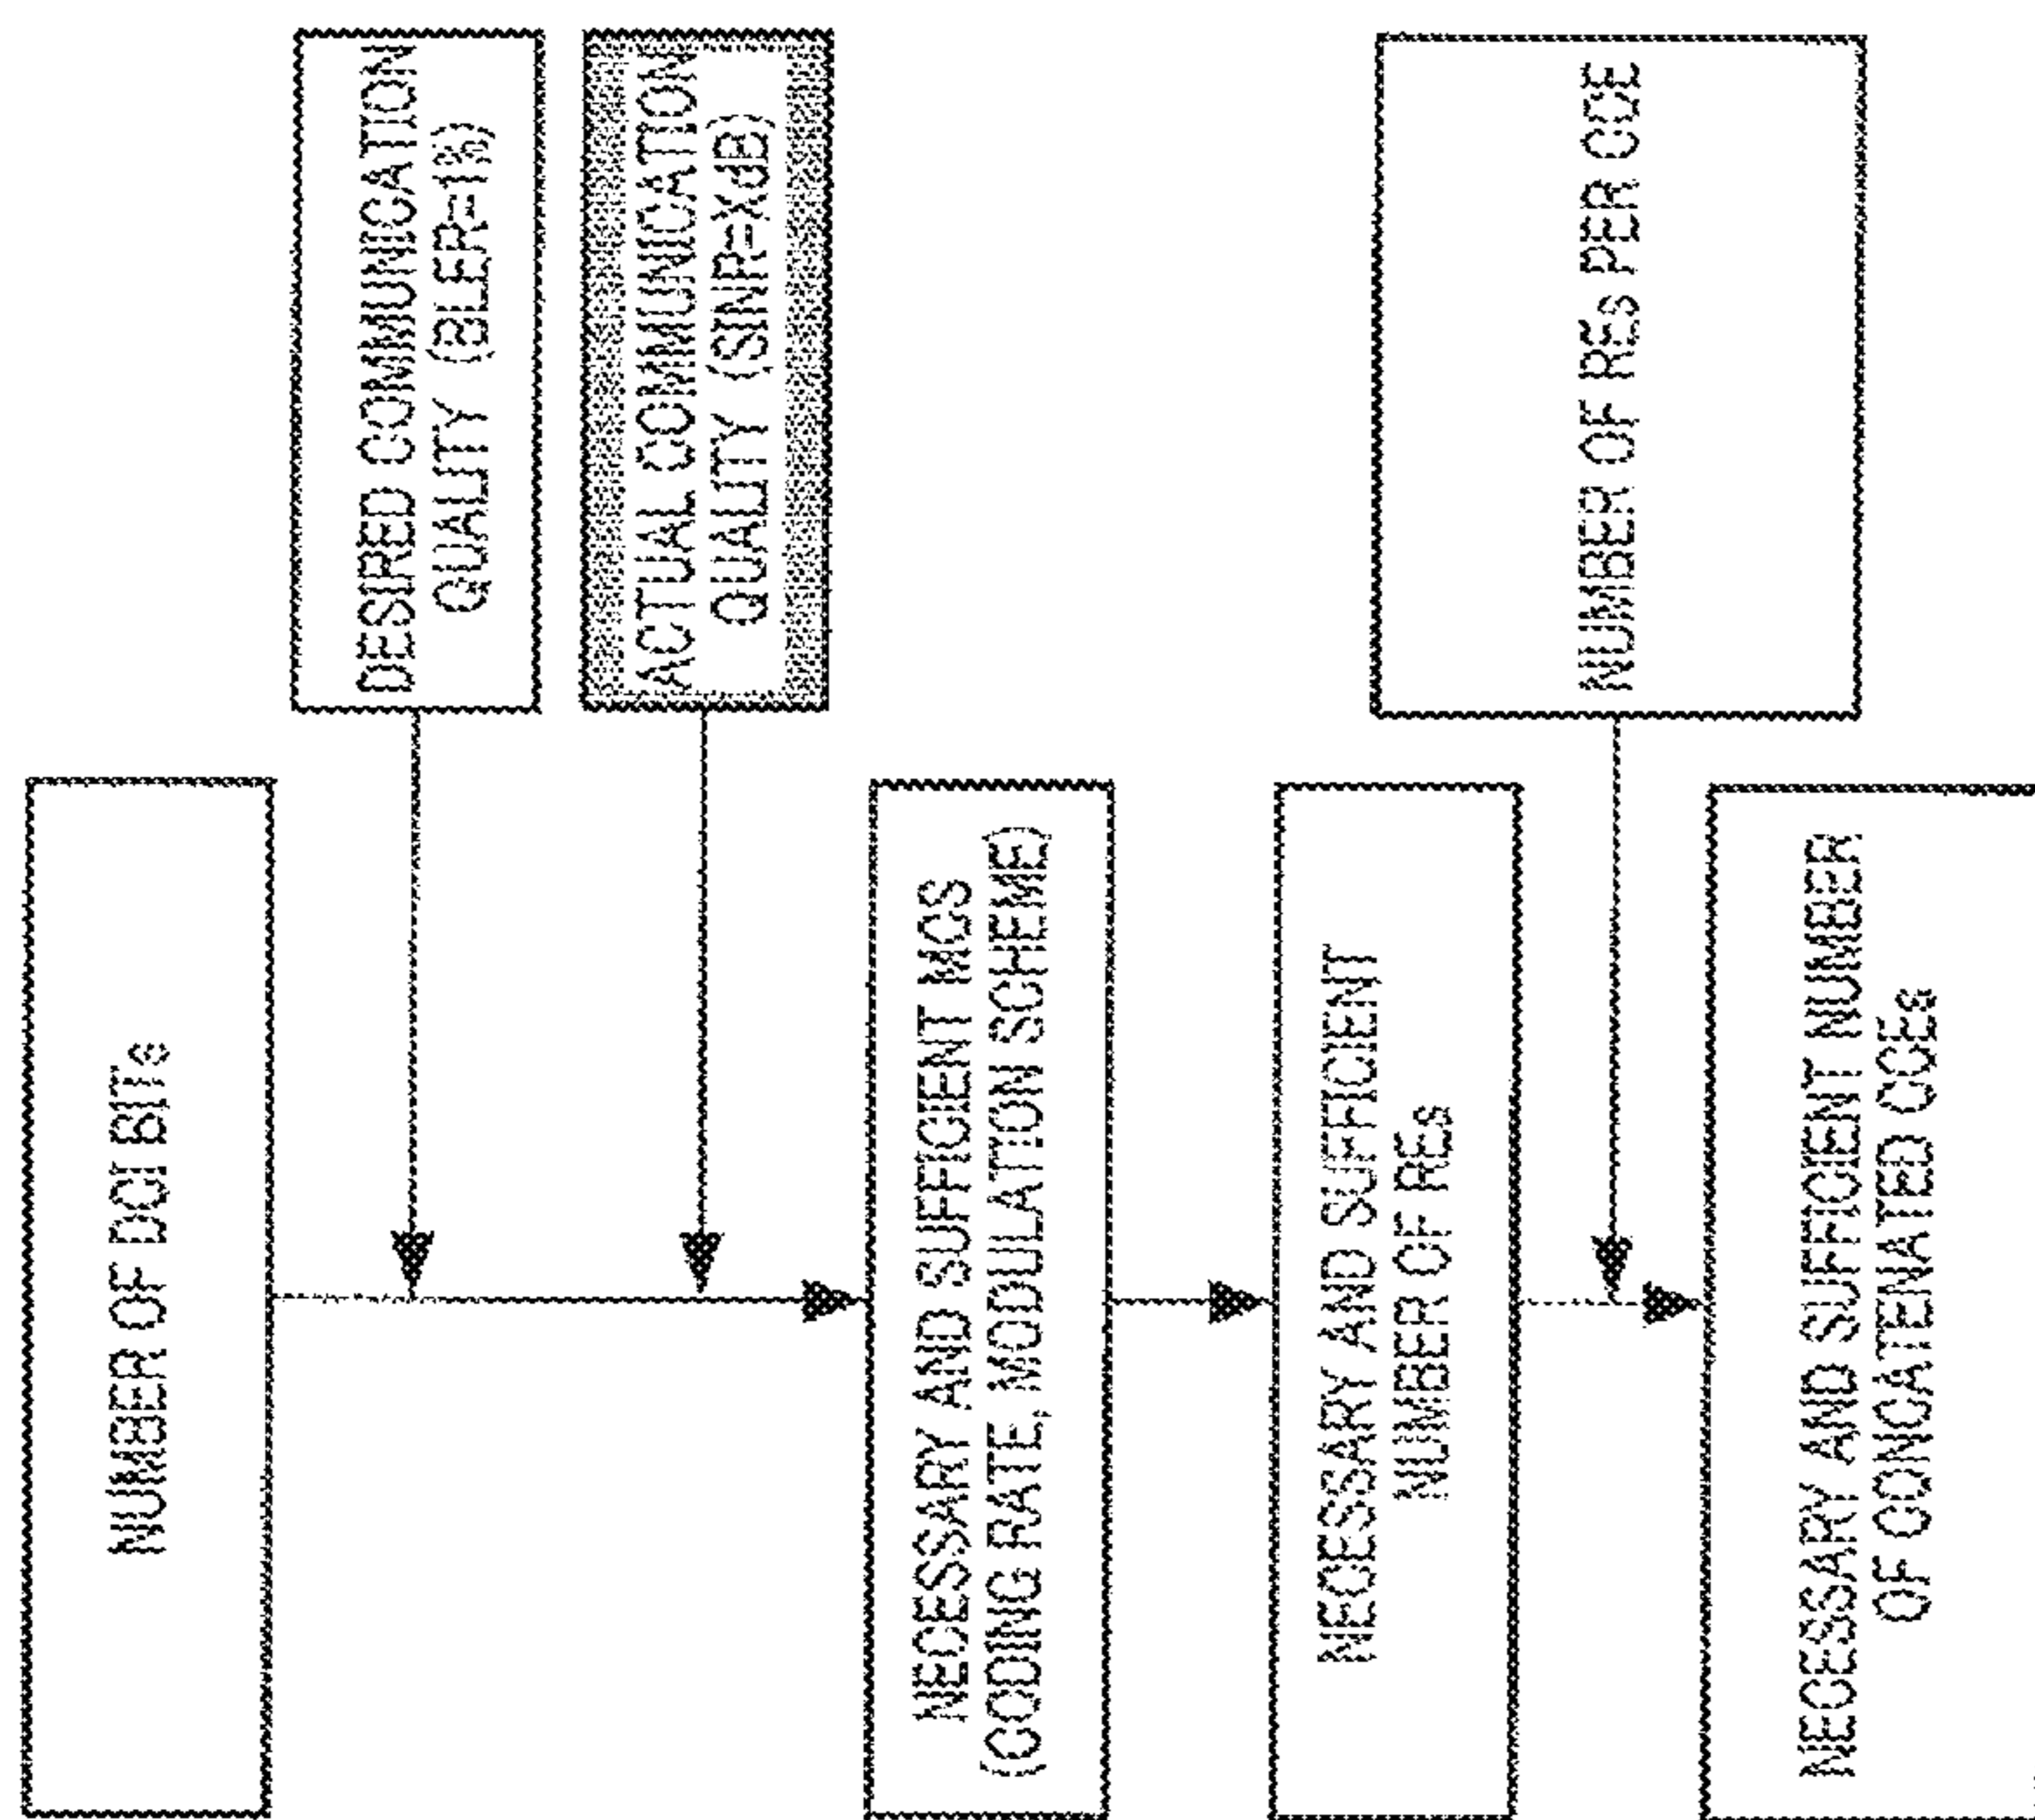 NUMBER OF DCI BITs
DESIRED COMMUNICATION
QUALITY (BLER=1%)
ACTUAL COMMUNICATION
QUALITY (SINR=XdB)
NECESSARY AND SUFFICIENT MCS
(CODING RATE, MODULATION SCHEME)
NECESSARY AND SUFFICIENT
NUMBER OF REs
NUMBER OF REs PER CCE
NECESSARY AND SUFFICIENT NUMBER
OF CONCATENATED CCEs